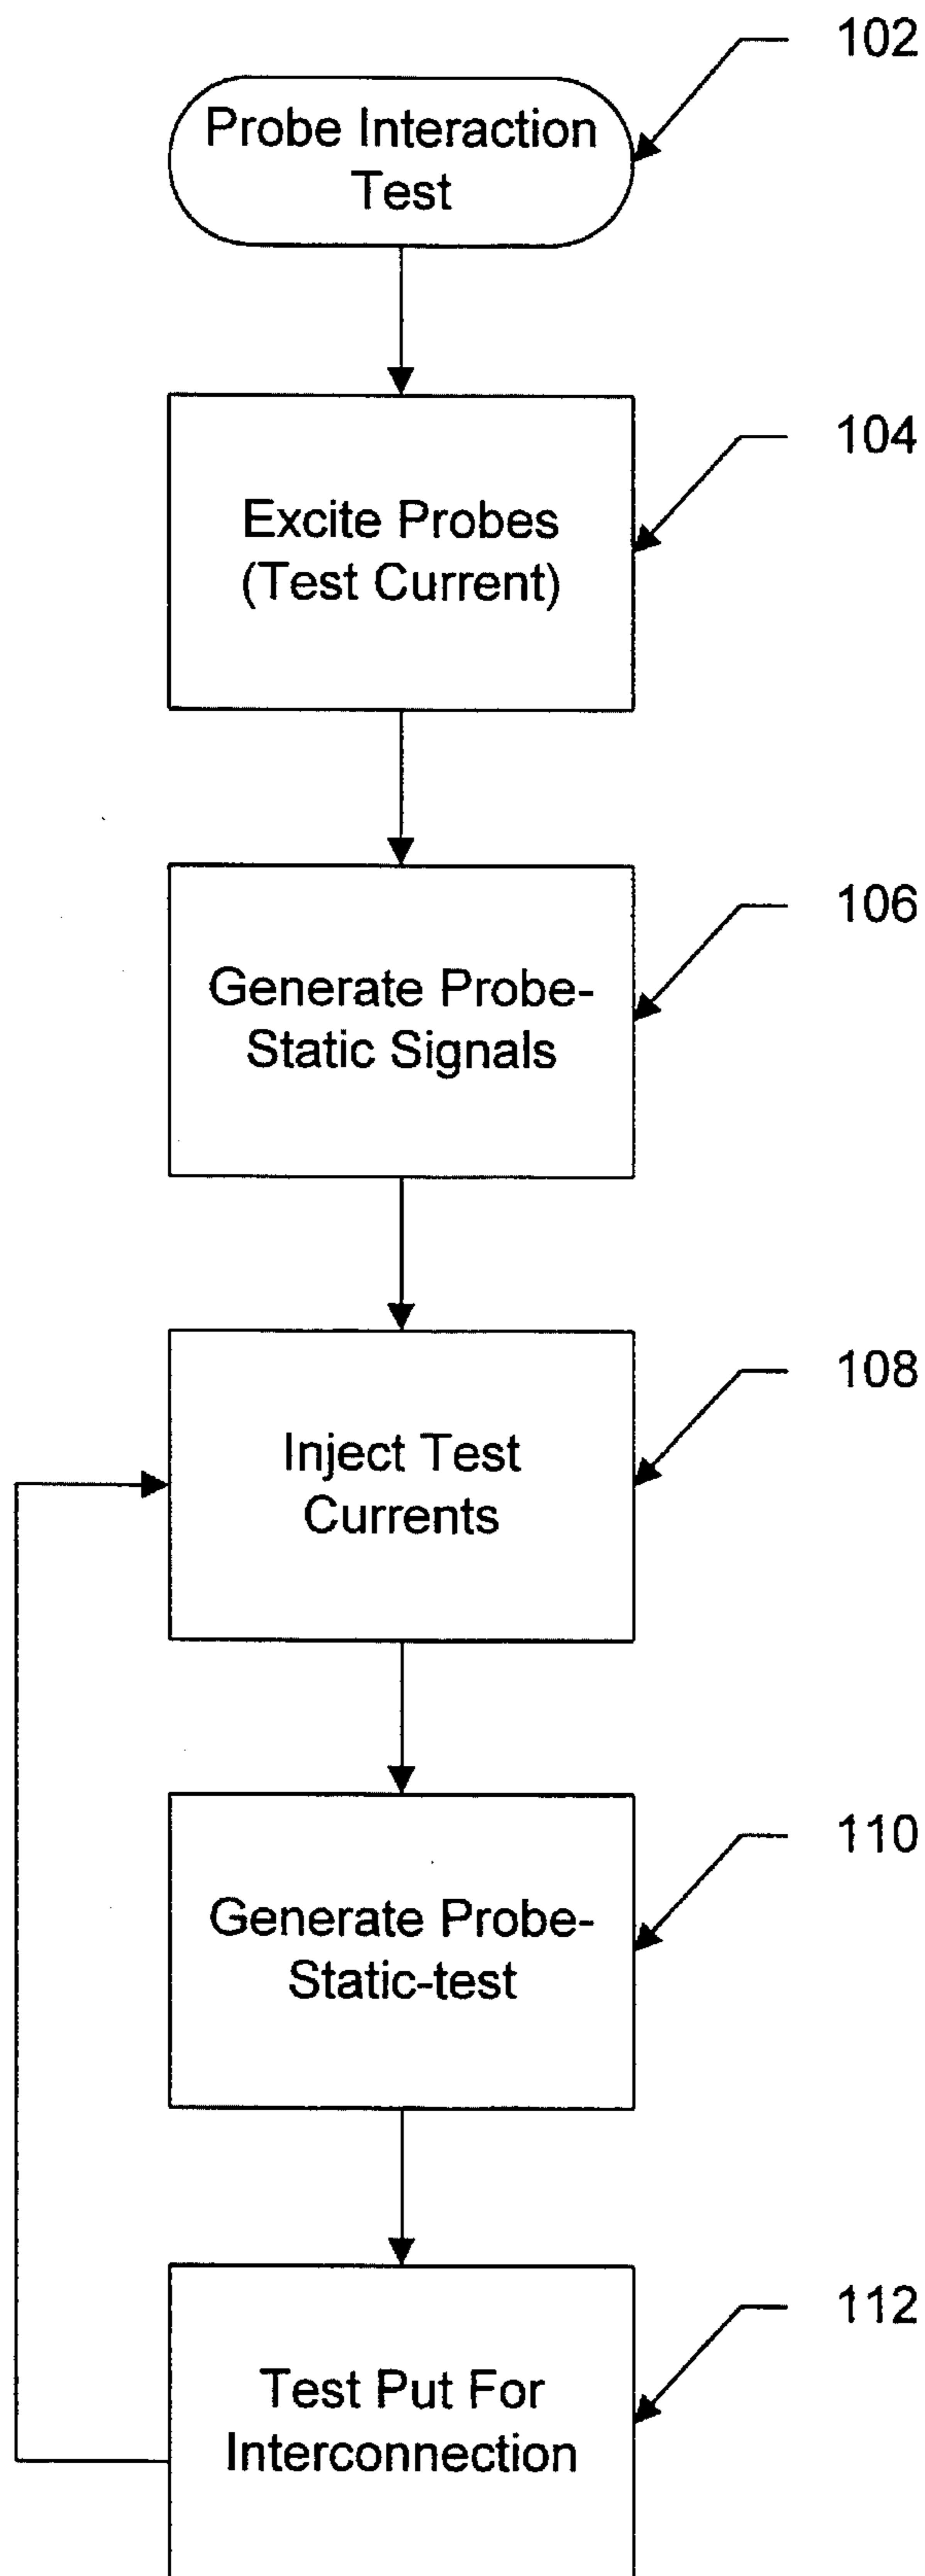 102
Probe Interaction
Test
104
Excite Probes
(Test Current)
106
Generate Probe-
Static Signals
108
Inject Test
Currents
110
Generate Probe-
Static-test
112
Test Put For
Interconnection